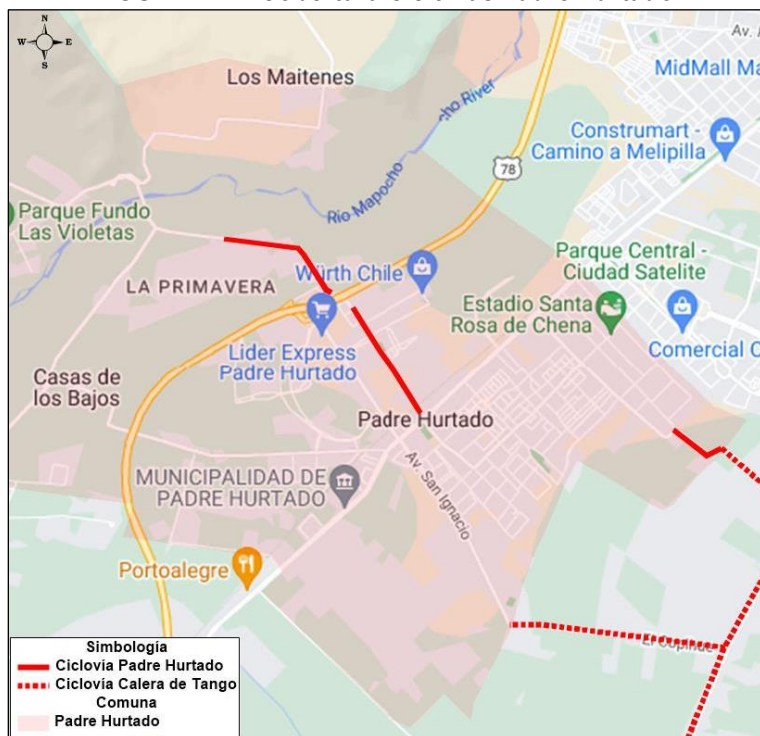 N
W E
S
Los Maitenes
Av.
MidMall Ma
cho River
Construmart -
Camino a Melipilla
78
Río Mapocho
Parque Fundo
Las Violetas
Parque Central -
Ciudad Satelite
Würth Chile
LA PRIMAVERA
Estadio Santa
Rosa de Chena
Lider Express
Padre Hurtado
Comercial C
Casas de
los Bajos
Padre Hurtado
Av. San Ignacio
MUNICIPALIDAD DE
PADRE HURTADO
Portoalegre
Simbología
Ciclovía Padre Hurtado
Ciclovía Calera de Tango
Comuna
Padre Hurtado